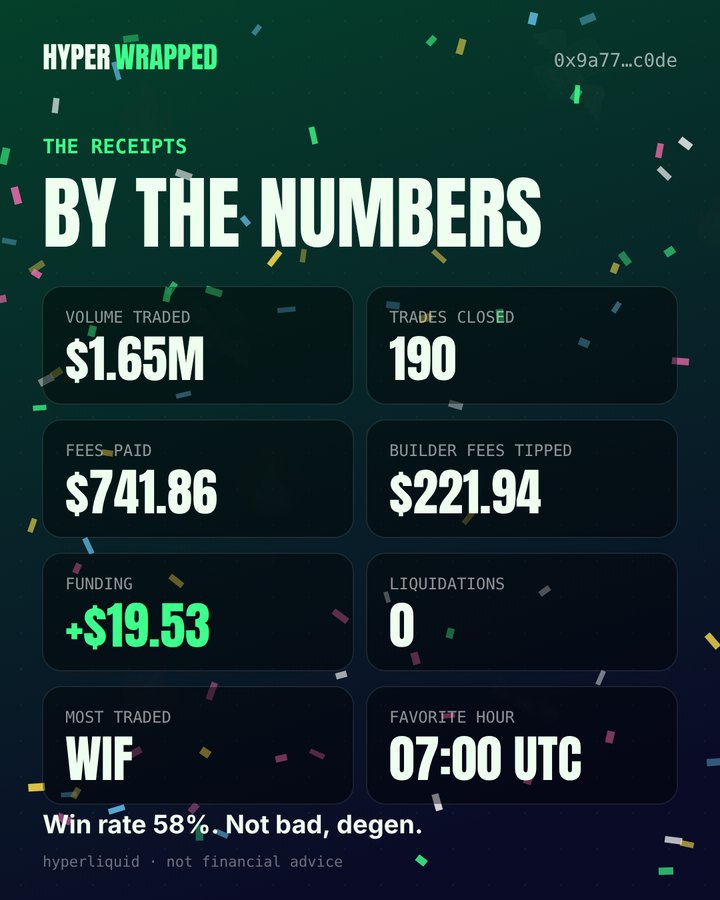 HYPERWRAPPED 0x9a77…c0de
THE RECEIPTS
BY THE NUMBERS
VOLUME TRADED
$1.65M
TRADES CLOSED
190
FEES PAID
$741.86
BUILDER FEES TIPPED
$221.94
FUNDING
+$19.53
LIQUIDATIONS
0
MOST TRADED
WIF
FAVORITE HOUR
07:00 UTC
Win rate 58%. Not bad, degen.
hyperliquid · not financial advice